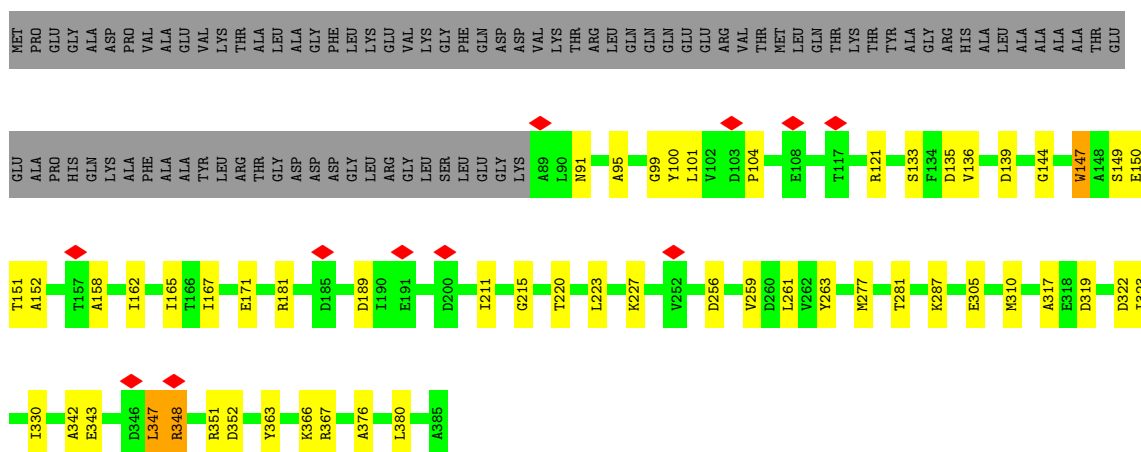 MET PRO GLU GLY ALA ASP PRO VAL ALA GLU VAL LYS THR ALA LEU ALA GLY PHE LEU LYS GLU VAL LYS GLY PHE GLN ASP ASP VAL LYS THR ARG LEU GLN GLN GLN GLU GLU ARG VAL THR MET LEU GLN THR LYS THR TYR ALA GLY ARG HIS ALA LEU ALA ALA ALA ALA THR GLU
GLU ALA PRO HIS GLN LYS ALA PHE ALA ALA TYR LEU ARG THR GLY ASP ASP ASP GLY LEU ARG GLY LEU SER LEU GLU GLY LYS A89 L90 N91 A95 G99 Y100 L101 V102 D103 P104 E108 T117 R121 S133 F134 D135 V136 D139 G144 W147 A148 S149 E150
T151 A152 T157 A158 I162 I165 T166 I167 E171 R181 D185 D189 I190 E191 D200 I211 G215 T220 L223 K227 V252 D256 V259 D260 L261 V262 Y263 M277 T281 K287 E305 M310 A317 E318 D319 D322
I330 A342 E343 D346 L347 R348 R351 D352 Y363 K366 R367 A376 L380 A385